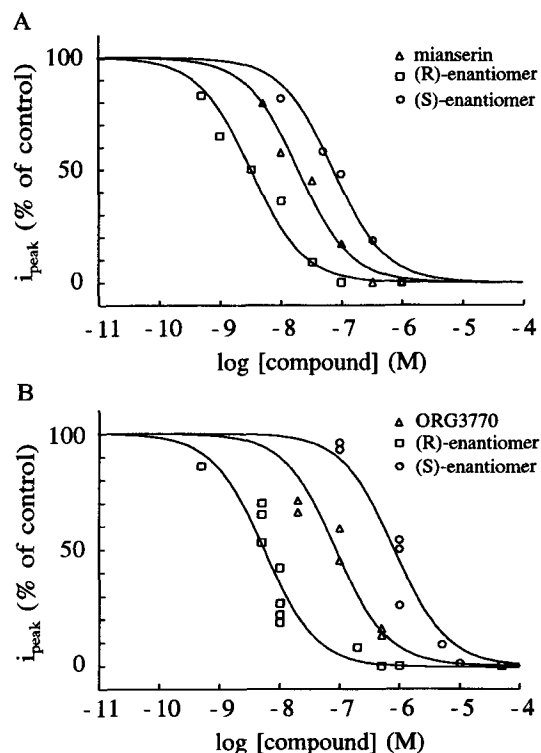 A
100
50
0
i_peak (% of control)
△ mianserin
□ (R)-enantiomer
○ (S)-enantiomer
-11 -10 -9 -8 -7 -6 -5 -4
log [compound] (M)
B
100
50
0
i_peak (% of control)
△ ORG3770
□ (R)-enantiomer
○ (S)-enantiomer
-11 -10 -9 -8 -7 -6 -5 -4
log [compound] (M)